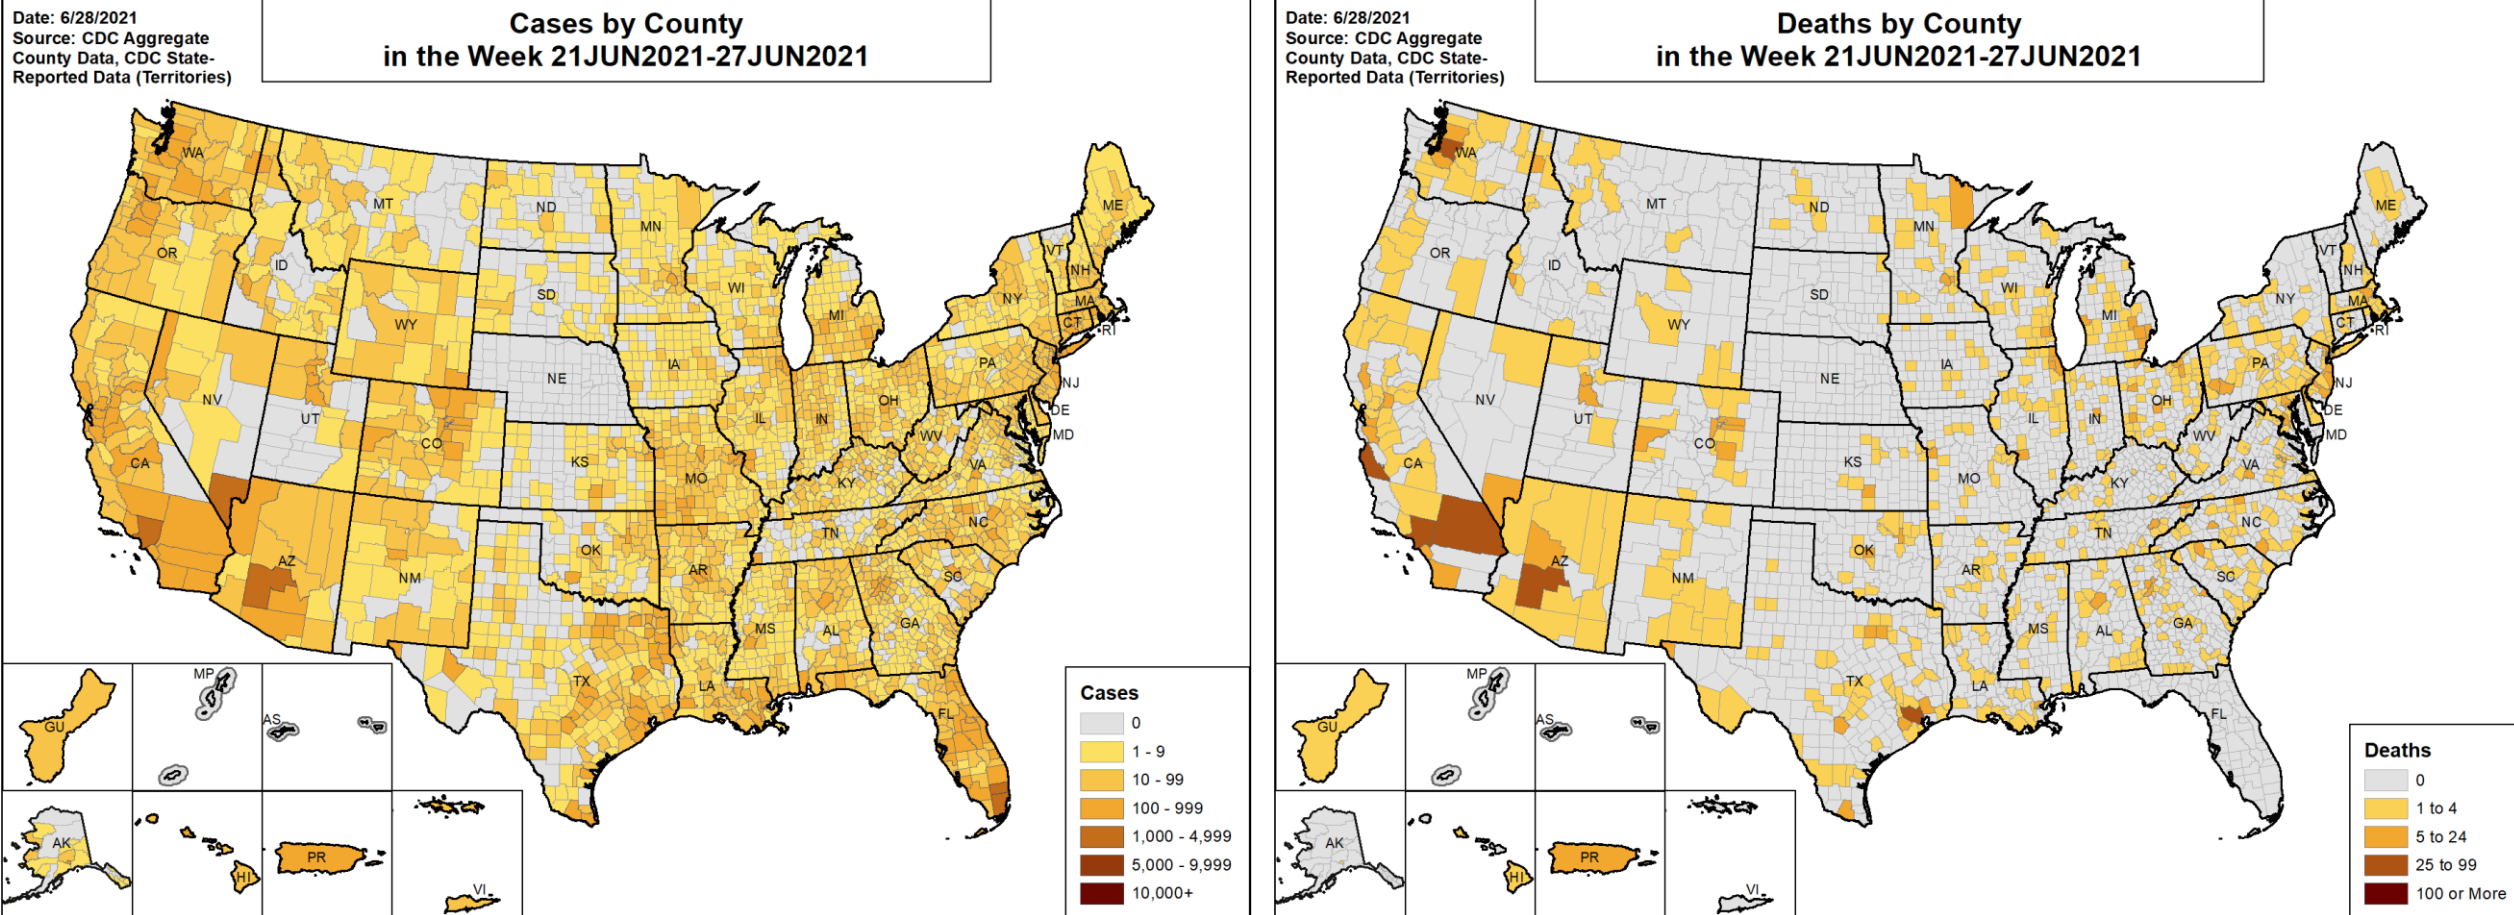 Date: 6/28/2021
Source: CDC Aggregate
County Data, CDC State-
Reported Data (Territories)
Cases by County
in the Week 21JUN2021-27JUN2021
WA
MT
ND
MN
ME
OR
ID
SD
WI
VT
NH
NY
MA
CT
RI
WY
MI
IA
PA
NJ
NE
NV
UT
CO
IL
IN
OH
DE
MD
WV
VA
CA
KS
MO
KY
NC
TN
OK
AZ
NM
AR
SC
MS
AL
GA
TX
LA
FL
GU
MP
AS
AK
HI
PR
VI
Cases
0
1 - 9
10 - 99
100 - 999
1,000 - 4,999
5,000 - 9,999
10,000+
Date: 6/28/2021
Source: CDC Aggregate
County Data, CDC State-
Reported Data (Territories)
Deaths by County
in the Week 21JUN2021-27JUN2021
WA
MT
ND
MN
ME
OR
ID
SD
WI
VT
NH
NY
MA
CT
RI
WY
MI
IA
PA
NJ
NE
NV
UT
CO
IL
IN
OH
DE
MD
WV
VA
CA
KS
MO
KY
NC
TN
OK
AZ
NM
AR
SC
MS
AL
GA
TX
LA
FL
GU
MP
AS
AK
HI
PR
VI
Deaths
0
1 to 4
5 to 24
25 to 99
100 or More